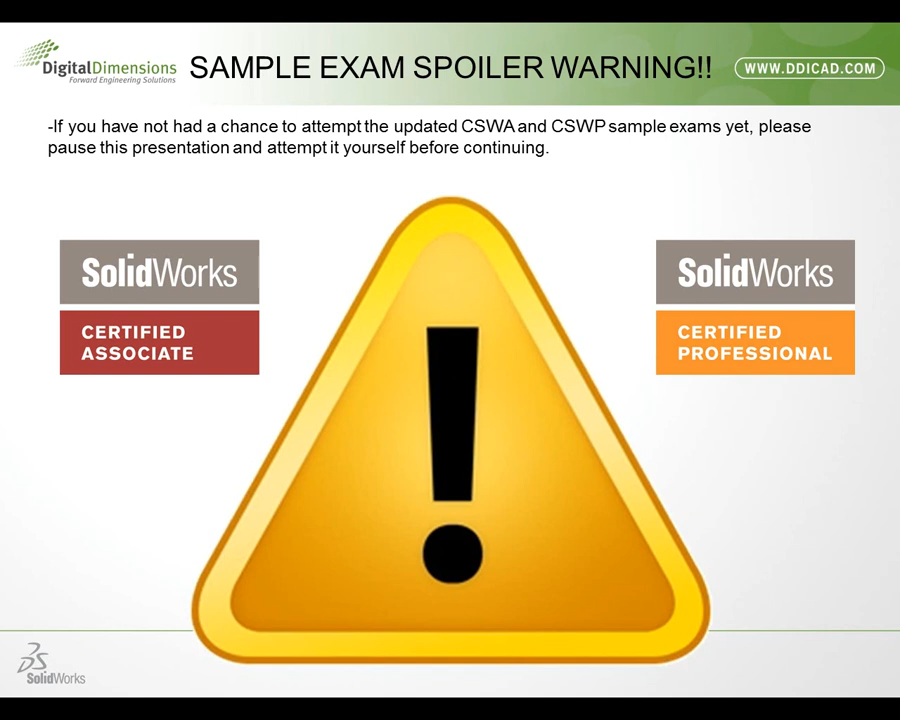 DigitalDimensions
Forward Engineering Solutions
SAMPLE EXAM SPOILER WARNING!!
WWW.DDICAD.COM
-If you have not had a chance to attempt the updated CSWA and CSWP sample exams yet, please
pause this presentation and attempt it yourself before continuing.
SolidWorks
CERTIFIED
ASSOCIATE
!
SolidWorks
CERTIFIED
PROFESSIONAL
SolidWorks